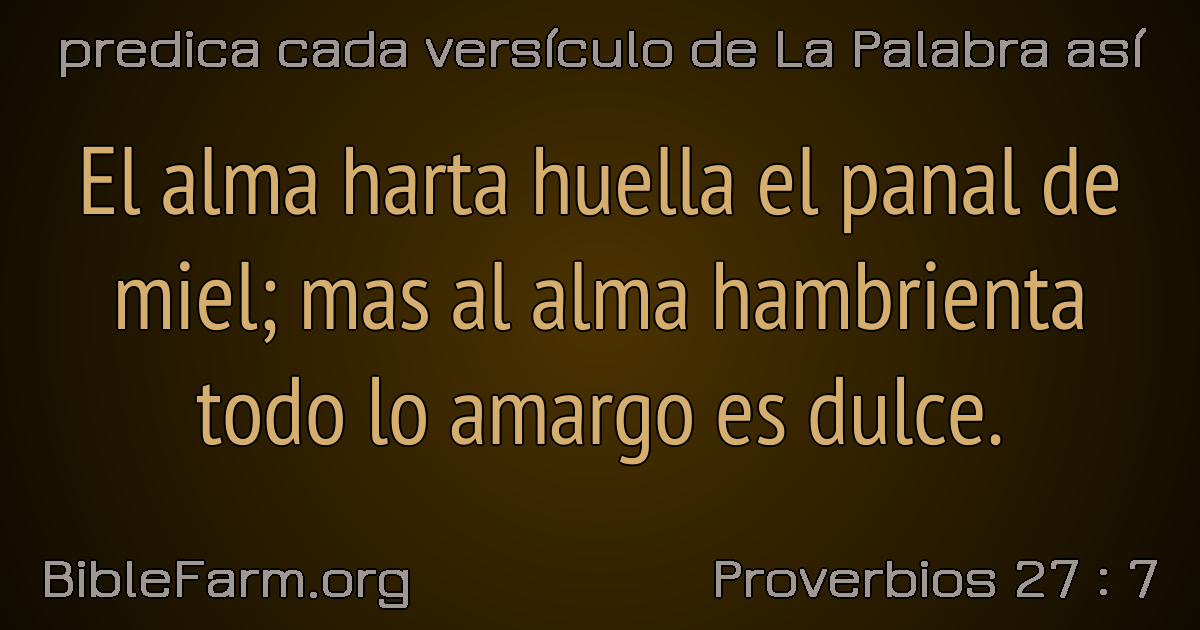 predica cada versículo de La Palabra así
El alma harta huella el panal de
miel; mas al alma hambrienta
todo lo amargo es dulce.
BibleFarm.org
Proverbios 27 : 7